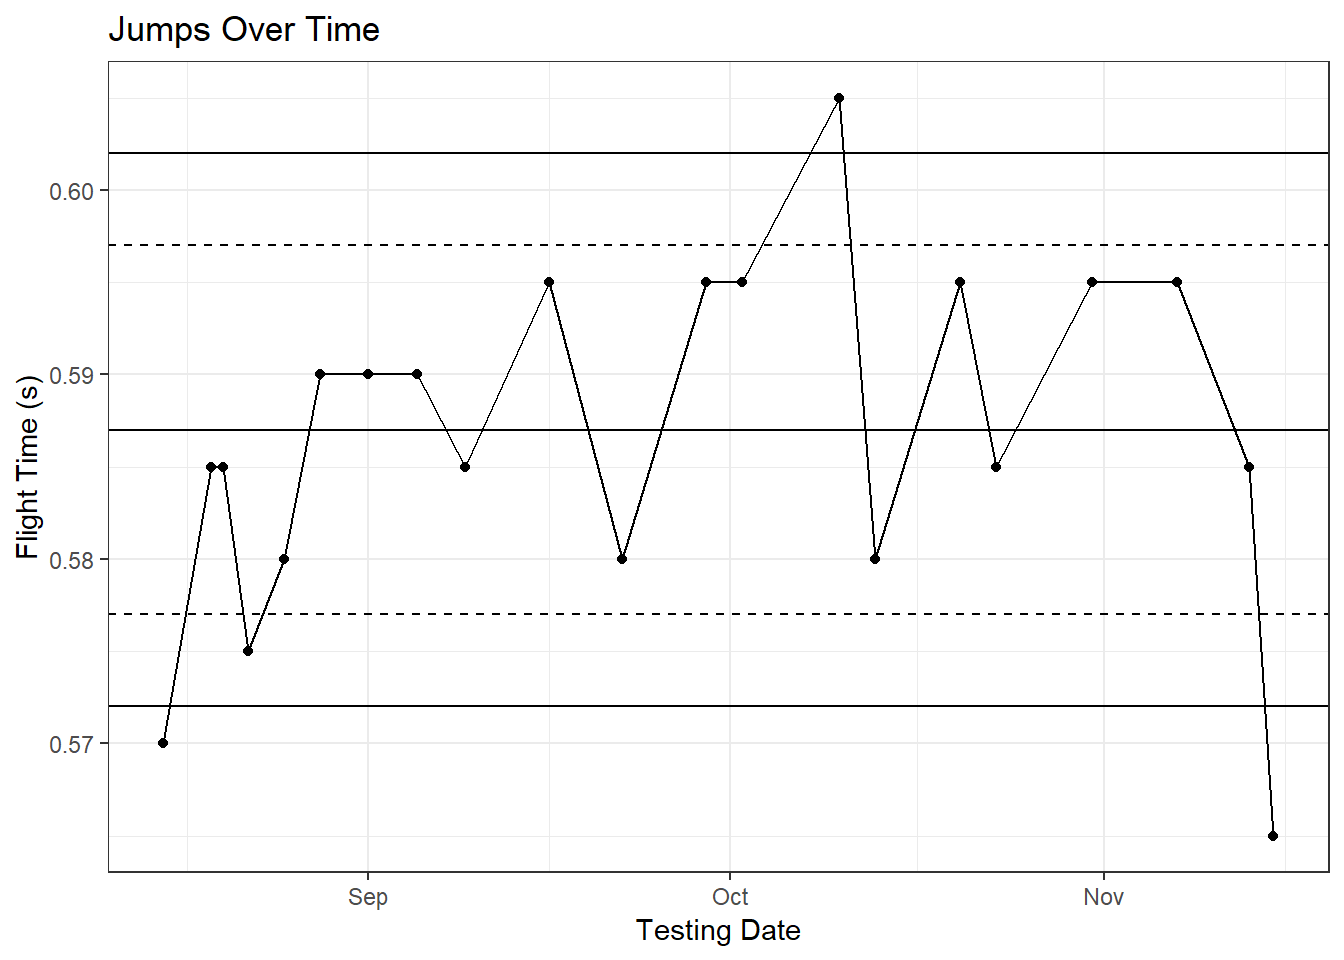 Jumps Over Time
0.60
0.59
0.58
0.57
Flight Time (s)
Sep Oct Nov
Testing Date